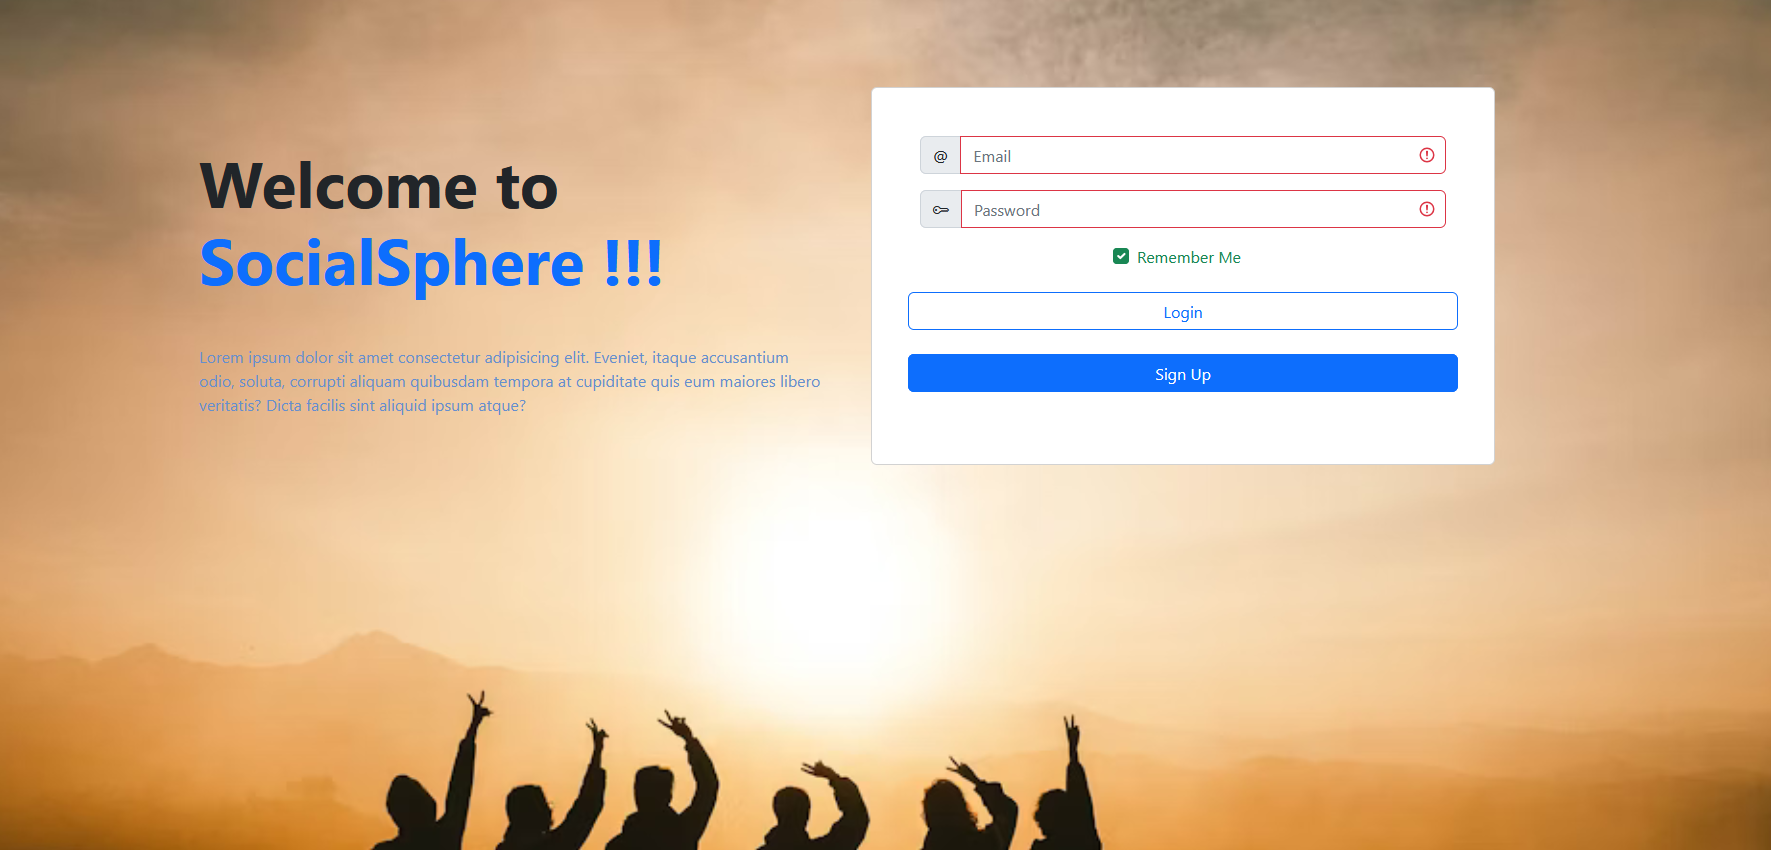 Welcome to
SocialSphere !!!
Lorem ipsum dolor sit amet consectetur adipisicing elit. Eveniet, itaque accusantium
odio, soluta, corrupti aliquam quibusdam tempora at cupiditate quis eum maiores libero
veritatis? Dicta facilis sint aliquid ipsum atque?
@ Email
Password
Remember Me
Login
Sign Up